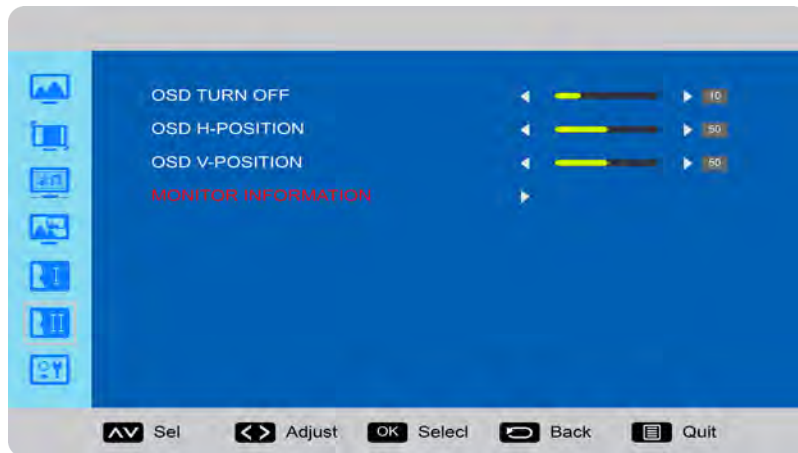 OSD TURN OFF 10
OSD H-POSITION 50
OSD V-POSITION 50
MONITOR INFORMATION
Sel Adjust OK Selecl Back Quit